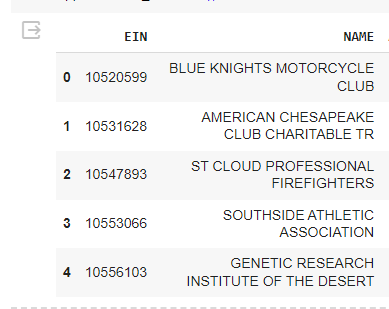 EIN NAME
0 10520599 BLUE KNIGHTS MOTORCYCLE
CLUB
1 10531628 AMERICAN CHESAPEAKE
CLUB CHARITABLE TR
2 10547893 ST CLOUD PROFESSIONAL
FIREFIGHTERS
3 10553066 SOUTHSIDE ATHLETIC
ASSOCIATION
4 10556103 GENETIC RESEARCH
INSTITUTE OF THE DESERT